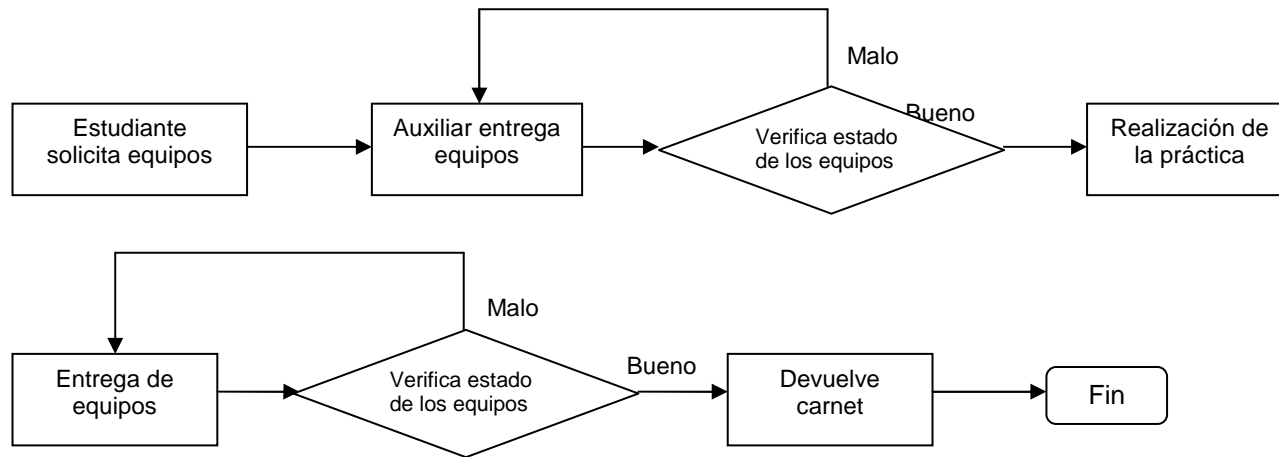 Malo
Estudiante
solicita equipos
Auxiliar entrega
equipos
Verifica estado
de los equipos
Bueno
Realización de
la práctica
Malo
Entrega de
equipos
Verifica estado
de los equipos
Bueno
Devuelve
carnet
Fin